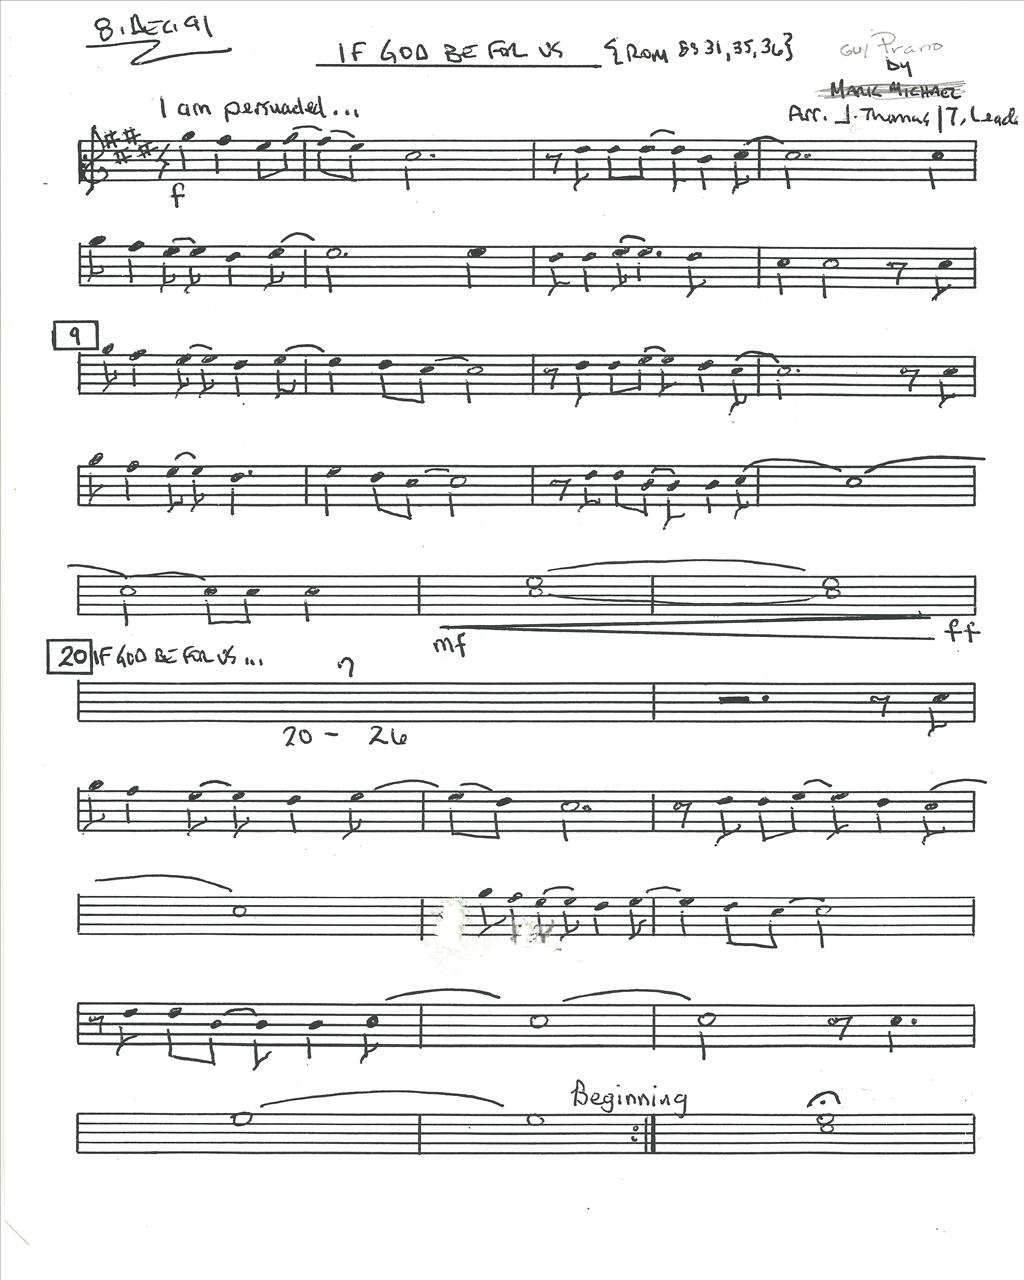 8. DEC. 91
IF GOD BE FOR US {ROM 8:31,35,36}
GUY PRANO
by
MARK MICHAEL
I am persuaded...
Arr. J. Thomas / T. Leads
f
9
mf
ff
20 IF GOD BE FOR US...
7
20 - 26
Beginning